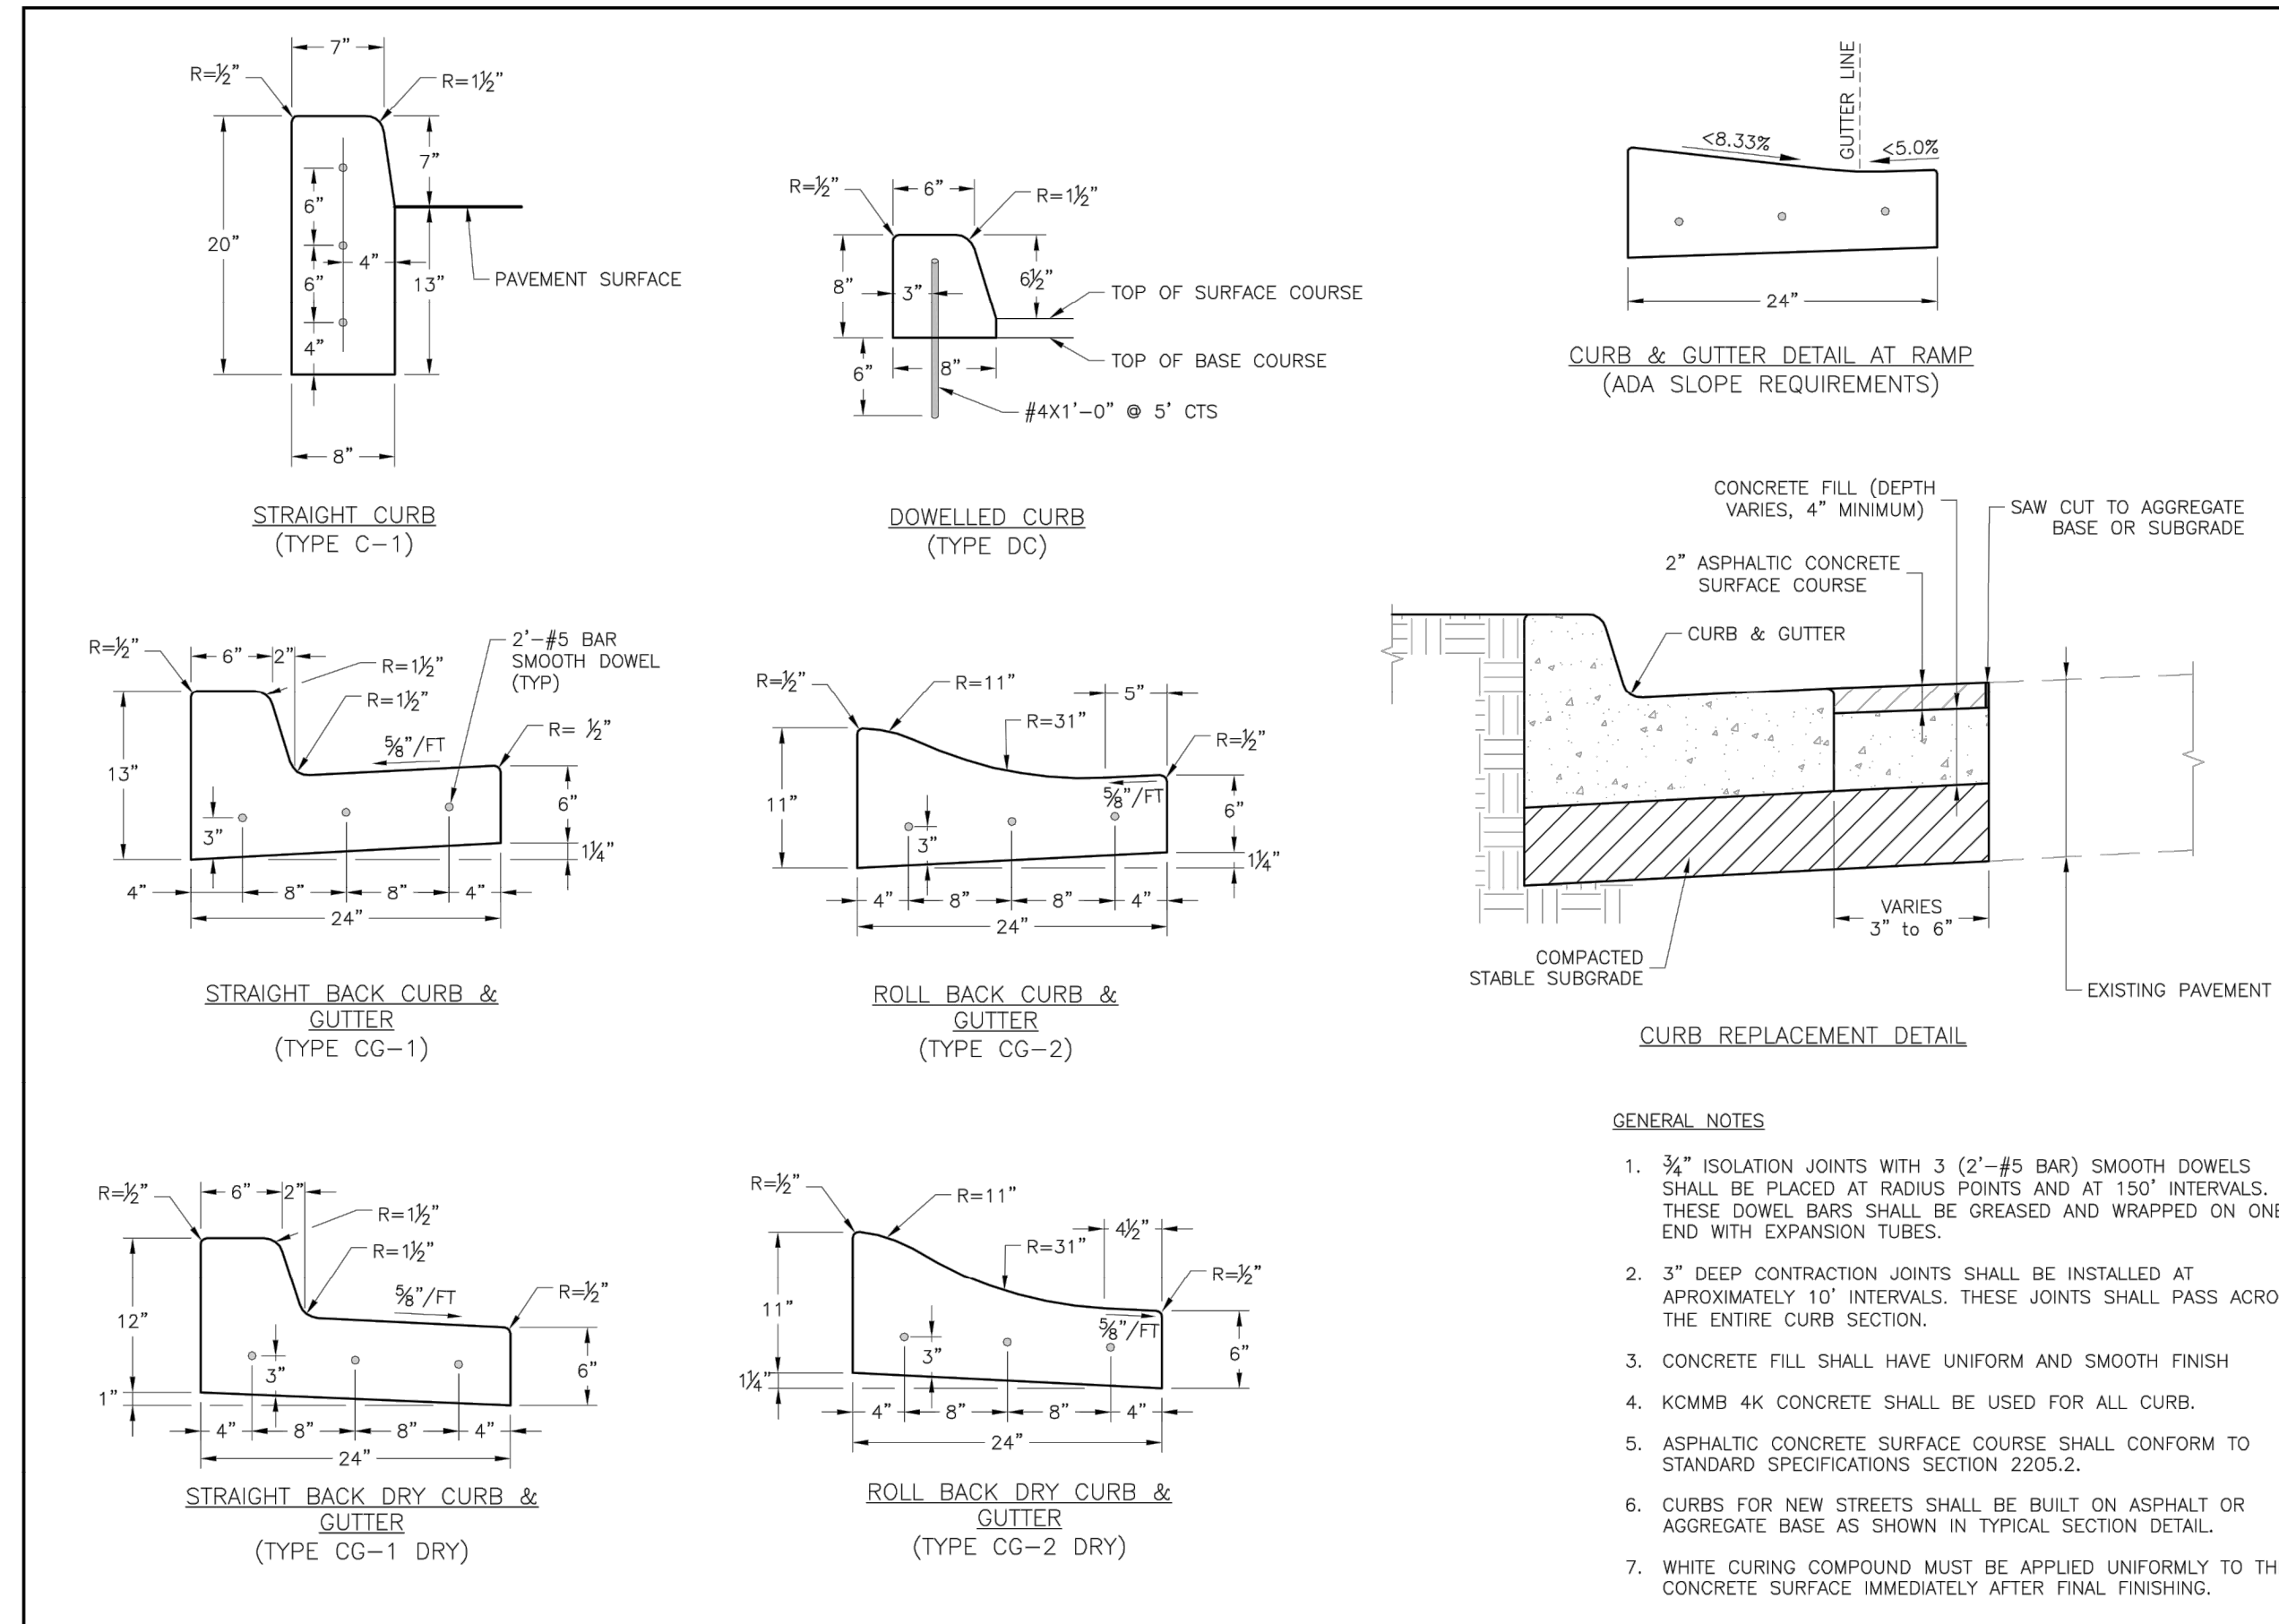 7"
R=½"
R=1½"
20"
7"
6"
6"
4"
4"
13"
PAVEMENT SURFACE
8"
STRAIGHT CURB
(TYPE C-1)
R=½"
6"
R=1½"
8"
3"
6½"
TOP OF SURFACE COURSE
TOP OF BASE COURSE
6"
8"
#4X1'-0" @ 5' CTS
DOWELLED CURB
(TYPE DC)
GUTTER LINE
<8.33%
<5.0%
24"
CURB & GUTTER DETAIL AT RAMP
(ADA SLOPE REQUIREMENTS)
R=½"
6"
2"
R=1½"
R=1½"
2'-#5 BAR
SMOOTH DOWEL
(TYP)
R= ½"
⅝"/FT
13"
3"
6"
1¼"
4"
8"
8"
4"
24"
STRAIGHT BACK CURB &
GUTTER
(TYPE CG-1)
R=½"
R=11"
R=31"
5"
R=½"
⅝"/FT
11"
3"
6"
1¼"
4"
8"
8"
4"
24"
ROLL BACK CURB &
GUTTER
(TYPE CG-2)
CONCRETE FILL (DEPTH
VARIES, 4" MINIMUM)
SAW CUT TO AGGREGATE
BASE OR SUBGRADE
2" ASPHALTIC CONCRETE
SURFACE COURSE
CURB & GUTTER
VARIES
3" to 6"
COMPACTED
STABLE SUBGRADE
EXISTING PAVEMENT
CURB REPLACEMENT DETAIL
R=½"
6"
2"
R=1½"
R=1½"
⅝"/FT
R=½"
12"
1"
3"
6"
4"
8"
8"
4"
24"
STRAIGHT BACK DRY CURB &
GUTTER
(TYPE CG-1 DRY)
R=½"
R=11"
R=31"
4½"
R=½"
⅝"/FT
11"
1¼"
3"
6"
4"
8"
8"
4"
24"
ROLL BACK DRY CURB &
GUTTER
(TYPE CG-2 DRY)
GENERAL NOTES
1. ¾" ISOLATION JOINTS WITH 3 (2'-#5 BAR) SMOOTH DOWELS
SHALL BE PLACED AT RADIUS POINTS AND AT 150' INTERVALS.
THESE DOWEL BARS SHALL BE GREASED AND WRAPPED ON ONE
END WITH EXPANSION TUBES.
2. 3" DEEP CONTRACTION JOINTS SHALL BE INSTALLED AT
APROXIMATELY 10' INTERVALS. THESE JOINTS SHALL PASS ACRO
THE ENTIRE CURB SECTION.
3. CONCRETE FILL SHALL HAVE UNIFORM AND SMOOTH FINISH
4. KCMMB 4K CONCRETE SHALL BE USED FOR ALL CURB.
5. ASPHALTIC CONCRETE SURFACE COURSE SHALL CONFORM TO
STANDARD SPECIFICATIONS SECTION 2205.2.
6. CURBS FOR NEW STREETS SHALL BE BUILT ON ASPHALT OR
AGGREGATE BASE AS SHOWN IN TYPICAL SECTION DETAIL.
7. WHITE CURING COMPOUND MUST BE APPLIED UNIFORMLY TO TH
CONCRETE SURFACE IMMEDIATELY AFTER FINAL FINISHING.